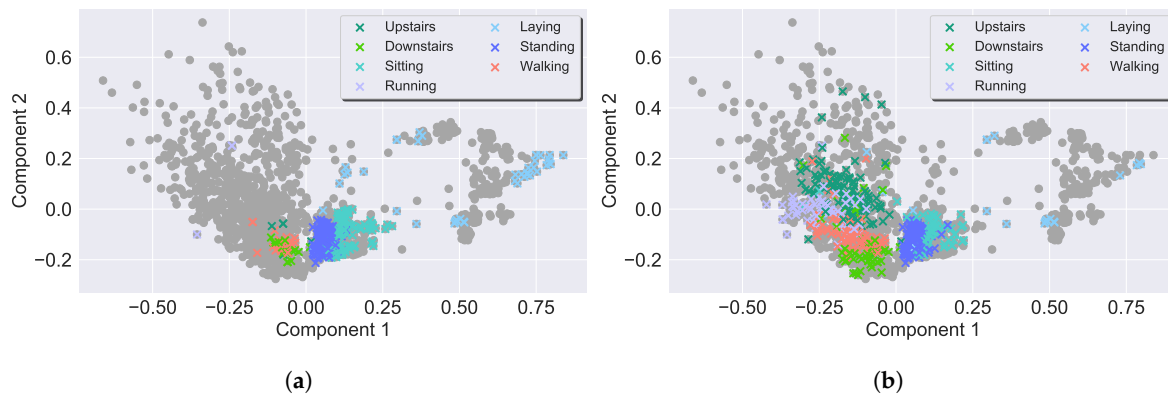 Upstairs Laying
Downstairs Standing
Sitting Walking
Running
0.6
0.4
0.2
0.0
−0.2
Component 2
−0.50 −0.25 0.00 0.25 0.50 0.75
Component 1
(a)
Upstairs Laying
Downstairs Standing
Sitting Walking
Running
0.6
0.4
0.2
0.0
−0.2
Component 2
−0.50 −0.25 0.00 0.25 0.50 0.75
Component 1
(b)